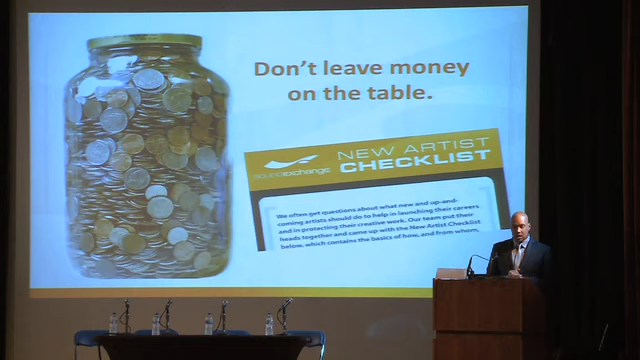 Don't leave money
on the table.
soundexchange
NEW ARTIST
CHECKLIST
We often get questions about what new and up-and-
coming artists should do to help in launching their careers
and in protecting their creative work. Our team put their
heads together and came up with the New Artist Checklist
below, which contains the basics of how, and from whom,